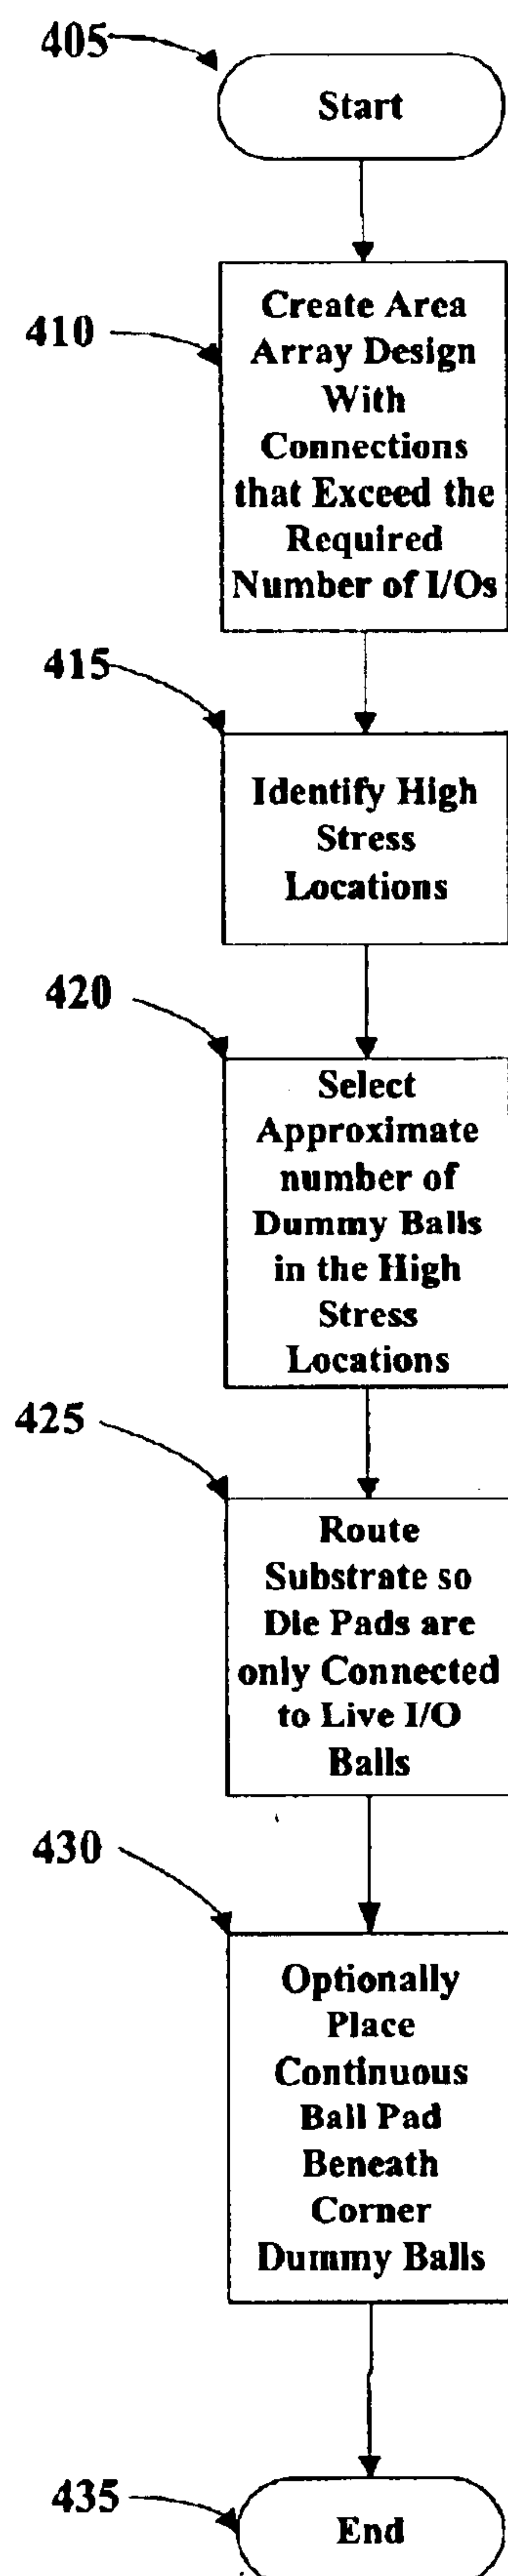 405
Start
410
Create Area
Array Design
With
Connections
that Exceed the
Required
Number of I/Os
415
Identify High
Stress
Locations
420
Select
Approximate
number of
Dummy Balls
in the High
Stress
Locations
425
Route
Substrate so
Die Pads are
only Connected
to Live I/O
Balls
430
Optionally
Place
Continuous
Ball Pad
Beneath
Corner
Dummy Balls
435
End